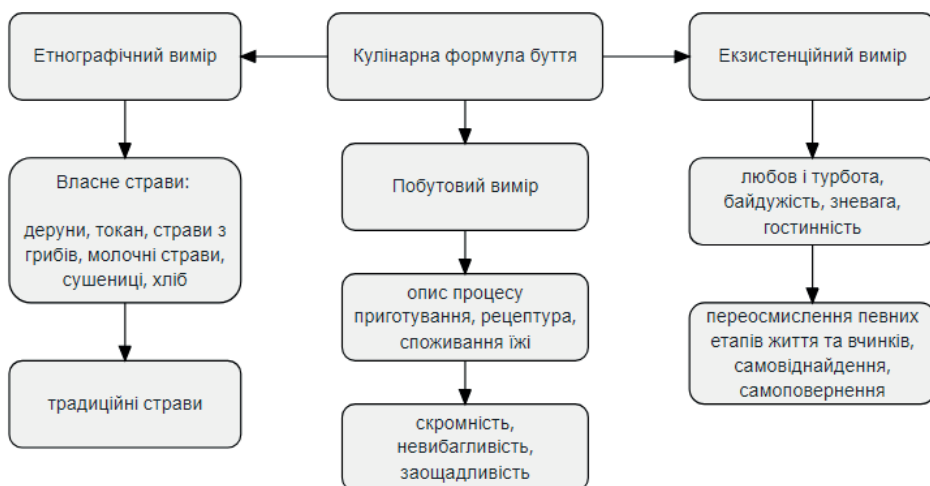 Етнографічний вимір
Кулінарна формула буття
Екзистенційний вимір
Власне страви:
деруни, токан, страви з
грибів, молочні страви,
сушениці, хліб
традиційні страви
Побутовий вимір
опис процесу
приготування, рецептура,
споживання їжі
скромність,
невибагливість,
заощадливість
любов і турбота,
байдужість, зневага,
гостинність
переосмислення певних
етапів життя та вчинків,
самовіднайдення,
самоповернення